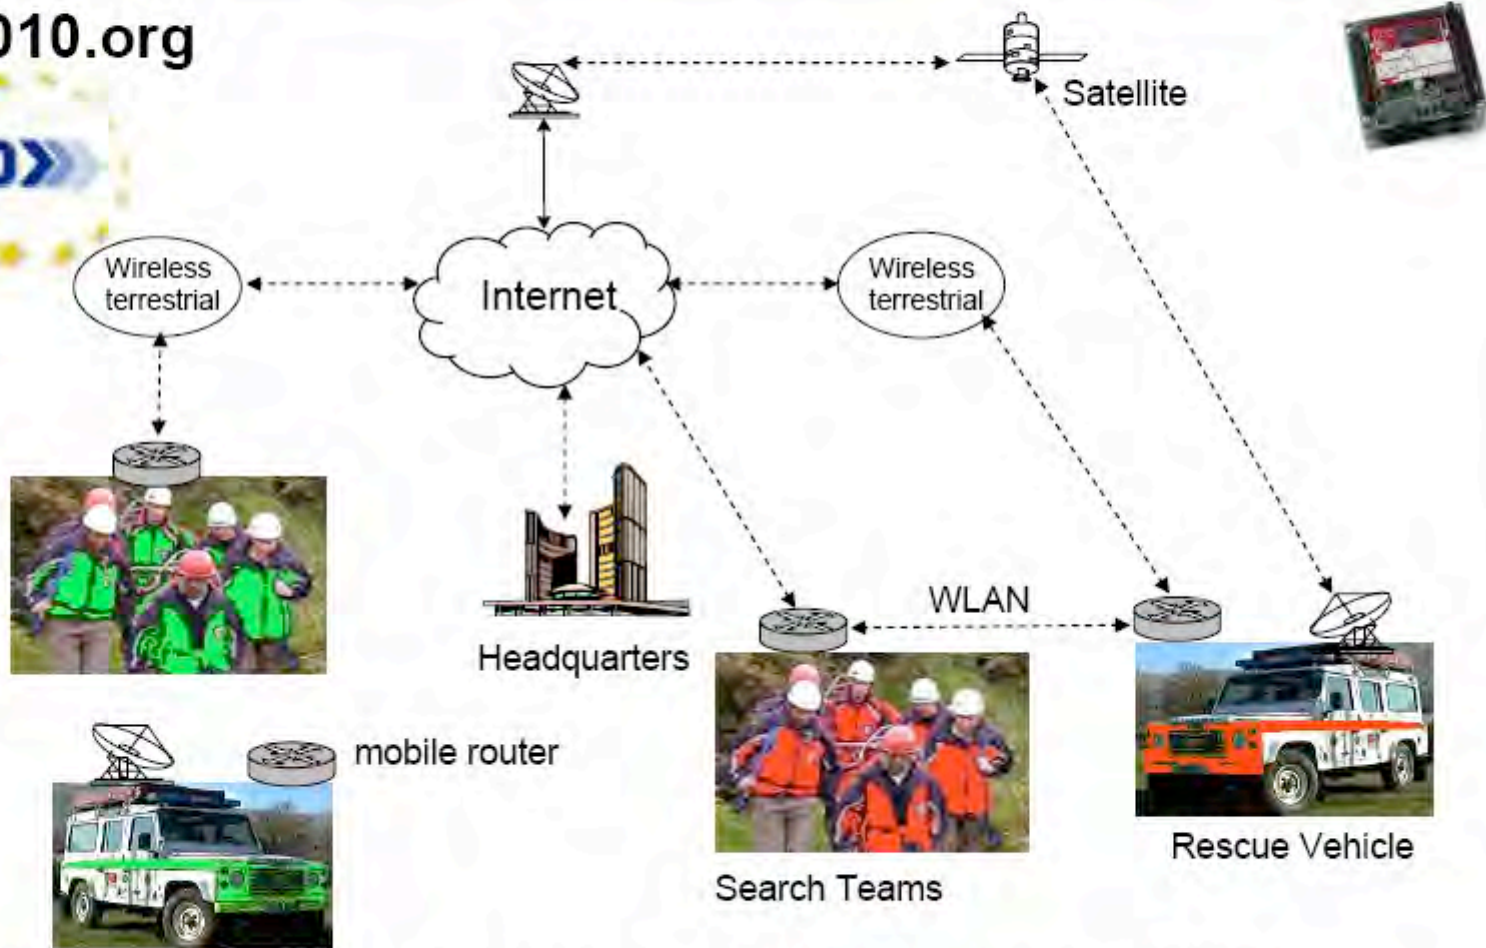 010.org
Satellite
Wireless
terrestrial
Internet
Wireless
terrestrial
WLAN
Headquarters
mobile router
Rescue Vehicle
Search Teams